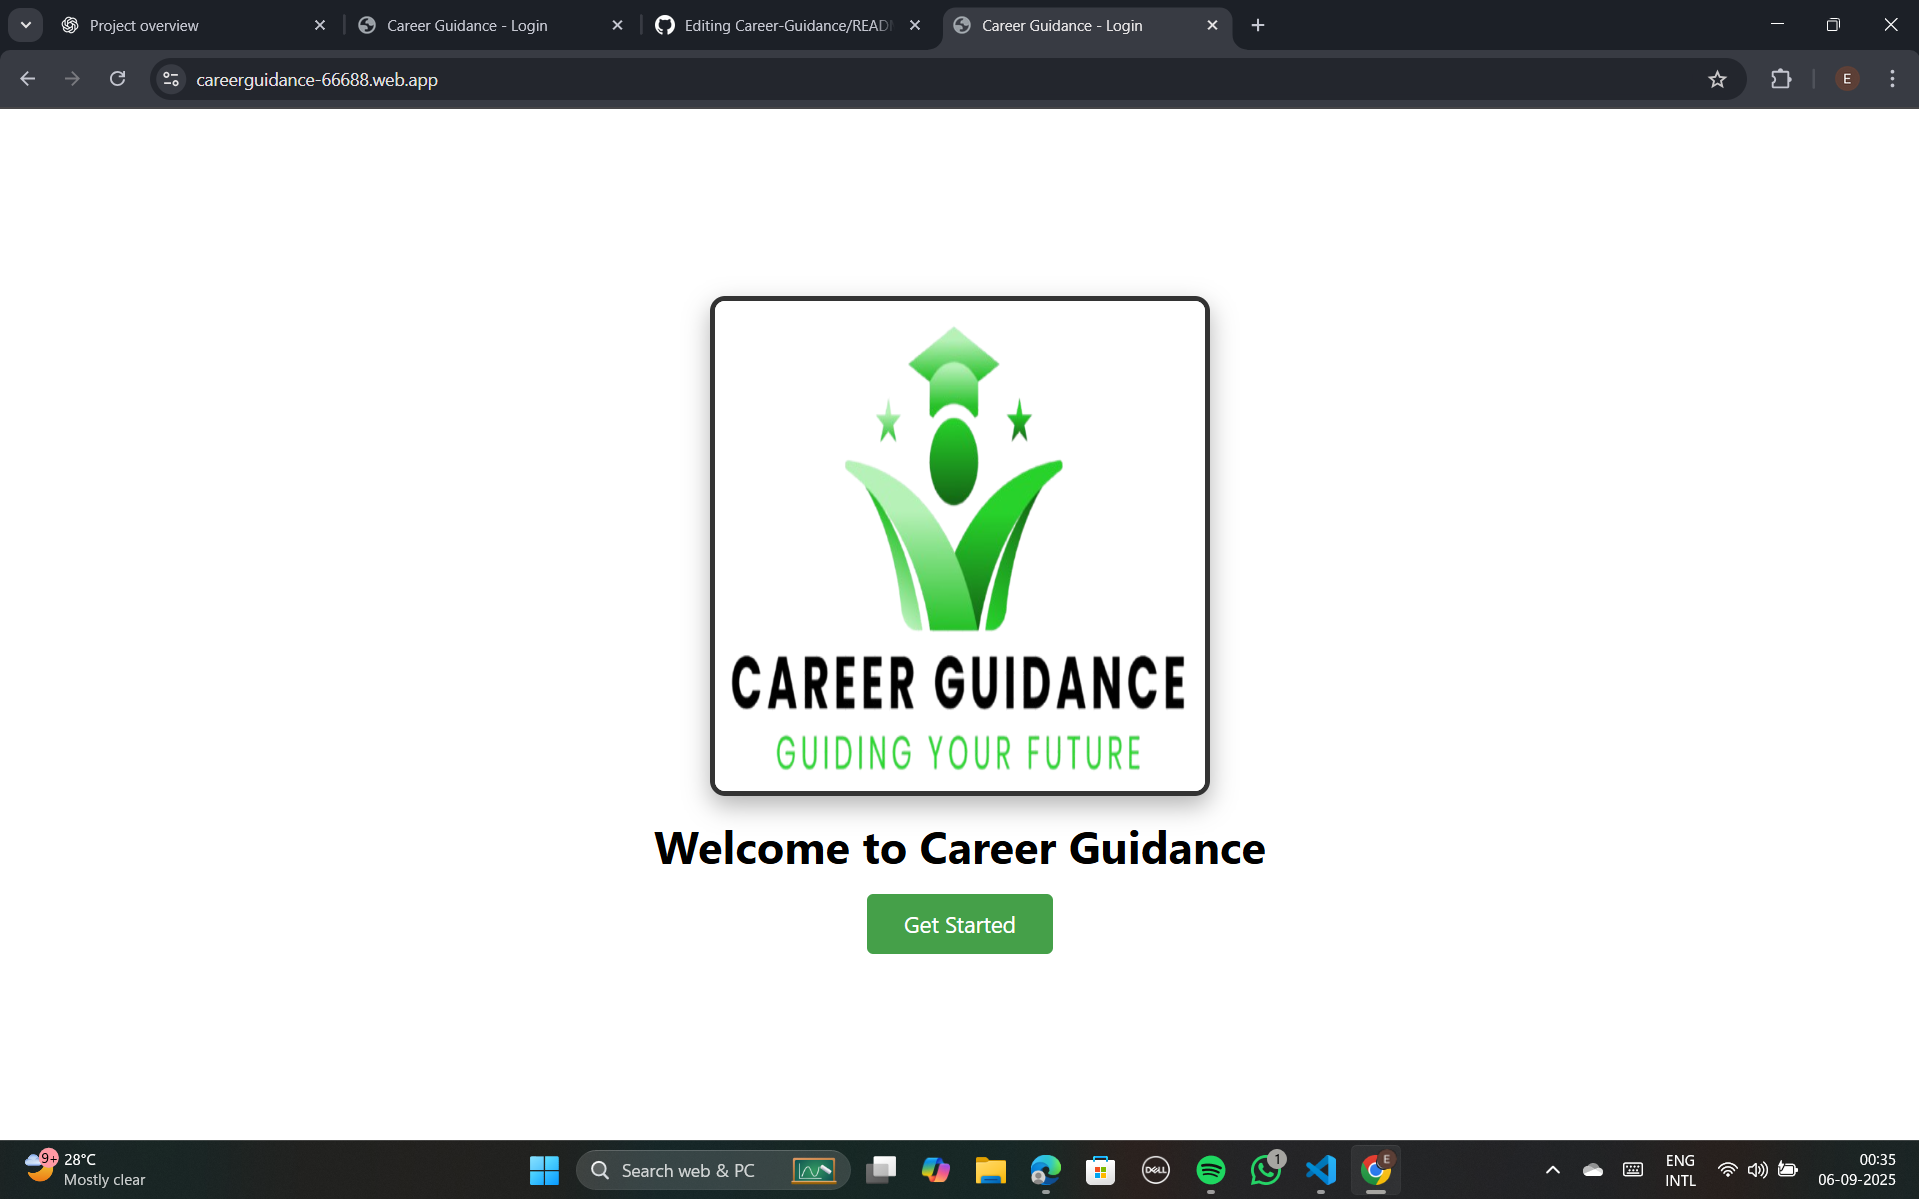 Project overview
Career Guidance - Login
Editing Career-Guidance/READ
Career Guidance - Login
careerguidance-66688.web.app
E
CAREER GUIDANCE
GUIDING YOUR FUTURE
Welcome to Career Guidance
Get Started
9+
28°C
Mostly clear
Search web & PC
DELL
1
E
ENG
INTL
00:35
06-09-2025